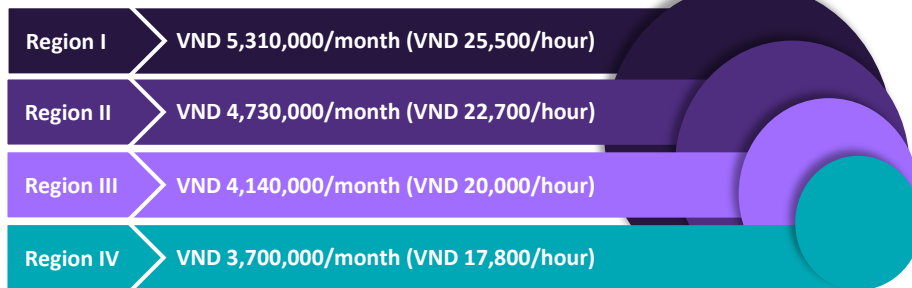 Region I VND 5,310,000/month (VND 25,500/hour)
Region II VND 4,730,000/month (VND 22,700/hour)
Region III VND 4,140,000/month (VND 20,000/hour)
Region IV VND 3,700,000/month (VND 17,800/hour)